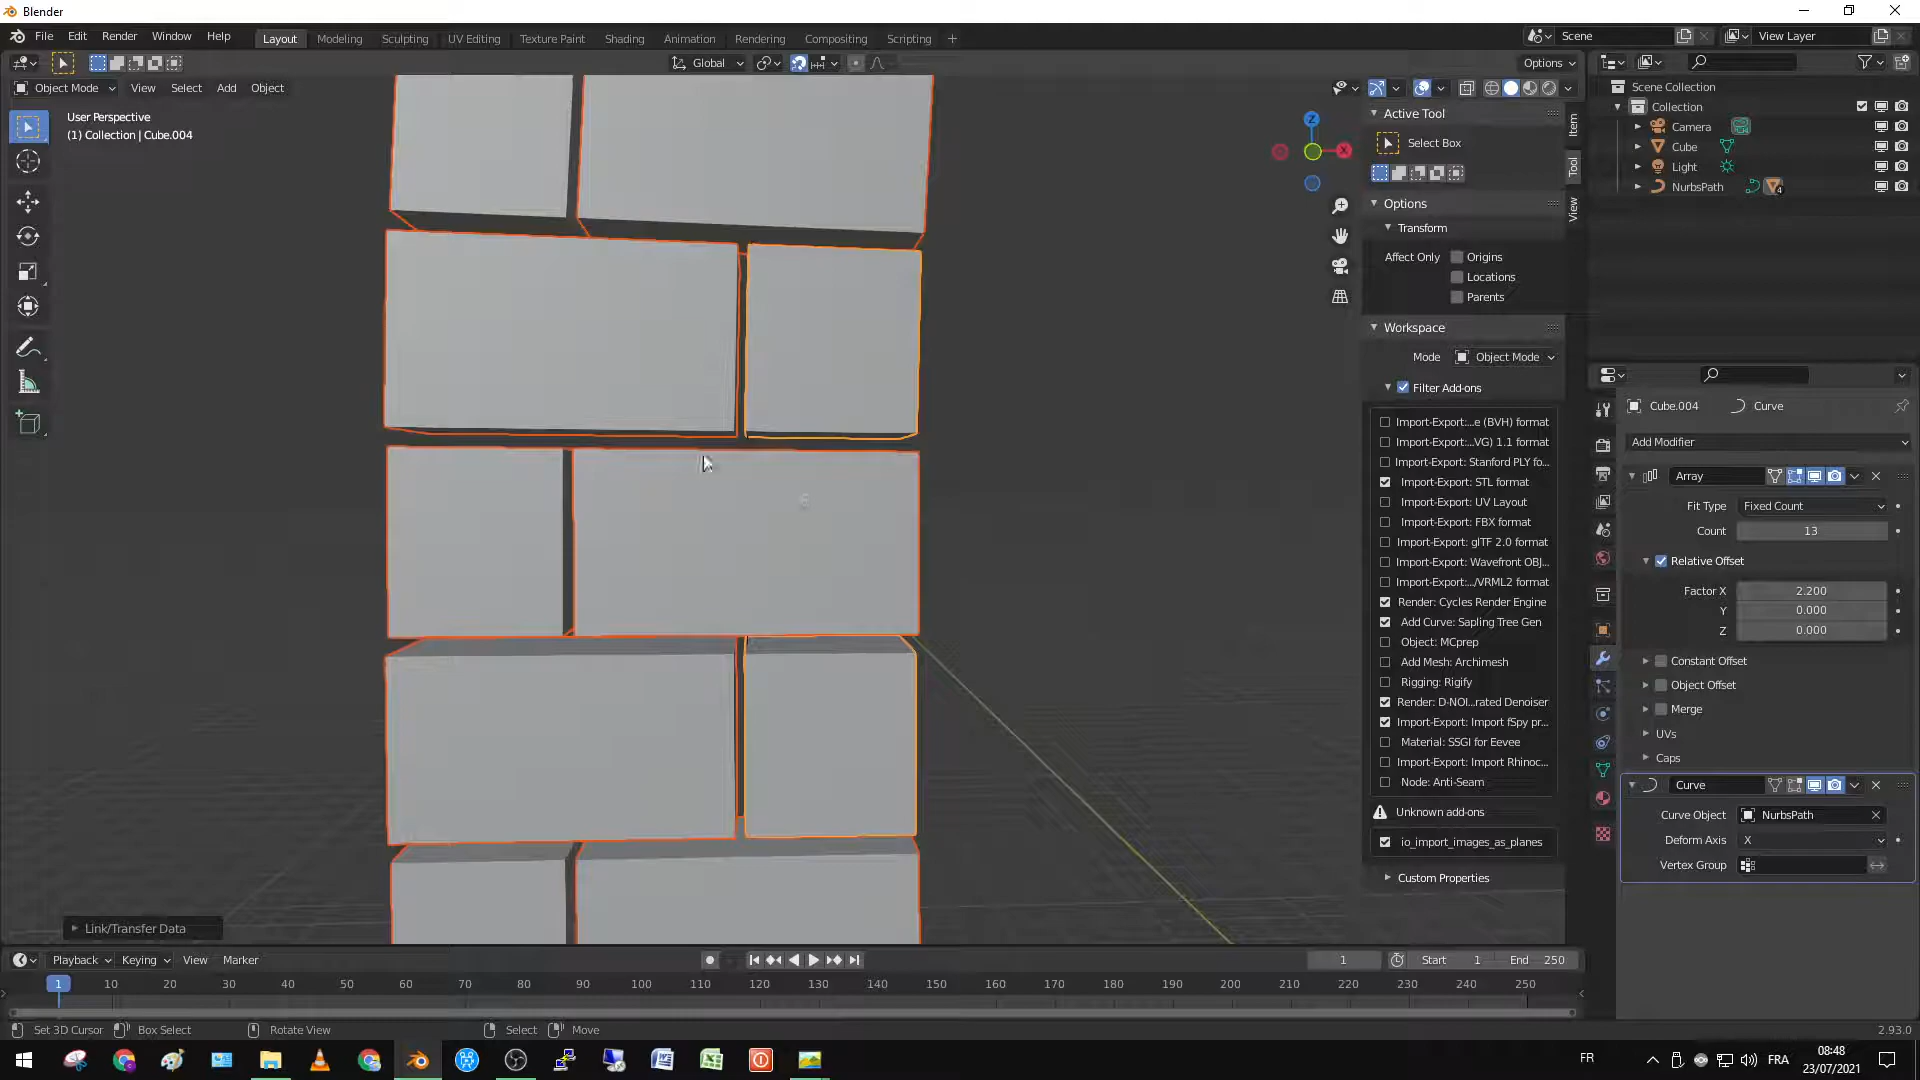 Blender
File Edit Render Window Help
Layout Modeling Sculpting UV Editing Texture Paint Shading Animation Rendering Compositing Scripting
Scene View Layer
Global Options
Object Mode View Select Add Object
User Perspective
(1) Collection | Cube.004
Z
X
Active Tool
Select Box
Options
Transform
Affect Only Origins
Locations
Parents
Workspace
Mode Object Mode
Filter Add-ons
Import-Export:...e (BVH) format
Import-Export:...VG) 1.1 format
Import-Export: Stanford PLY fo...
Import-Export: STL format
Import-Export: UV Layout
Import-Export: FBX format
Import-Export: glTF 2.0 format
Import-Export: Wavefront OBJ...
Import-Export:.../VRML2 format
Render: Cycles Render Engine
Add Curve: Sapling Tree Gen
Object: MCprep
Add Mesh: Archimesh
Rigging: Rigify
Render: D-NOI...rated Denoiser
Import-Export: Import fSpy pr...
Material: SSGI for Eevee
Import-Export: Import Rhinoc...
Node: Anti-Seam
Unknown add-ons
io_import_images_as_planes
Custom Properties
Item
Tool
View
Scene Collection
Collection
Camera
Cube
Light
NurbsPath 4
Cube.004 Curve
Add Modifier
Array
Fit Type Fixed Count
Count 13
Relative Offset
Factor X 2.200
Y 0.000
Z 0.000
Constant Offset
Object Offset
Merge
UVs
Caps
Curve
Curve Object NurbsPath
Deform Axis X
Vertex Group
Link/Transfer Data
Playback Keying View Marker 1 Start 1 End 250
1 10 20 30 40 50 60 70 80 90 100 110 120 130 140 150 160 170 180 190 200 210 220 230 240 250
Set 3D Cursor Box Select Rotate View Select Move 2.93.0
FR FRA 08:48
23/07/2021